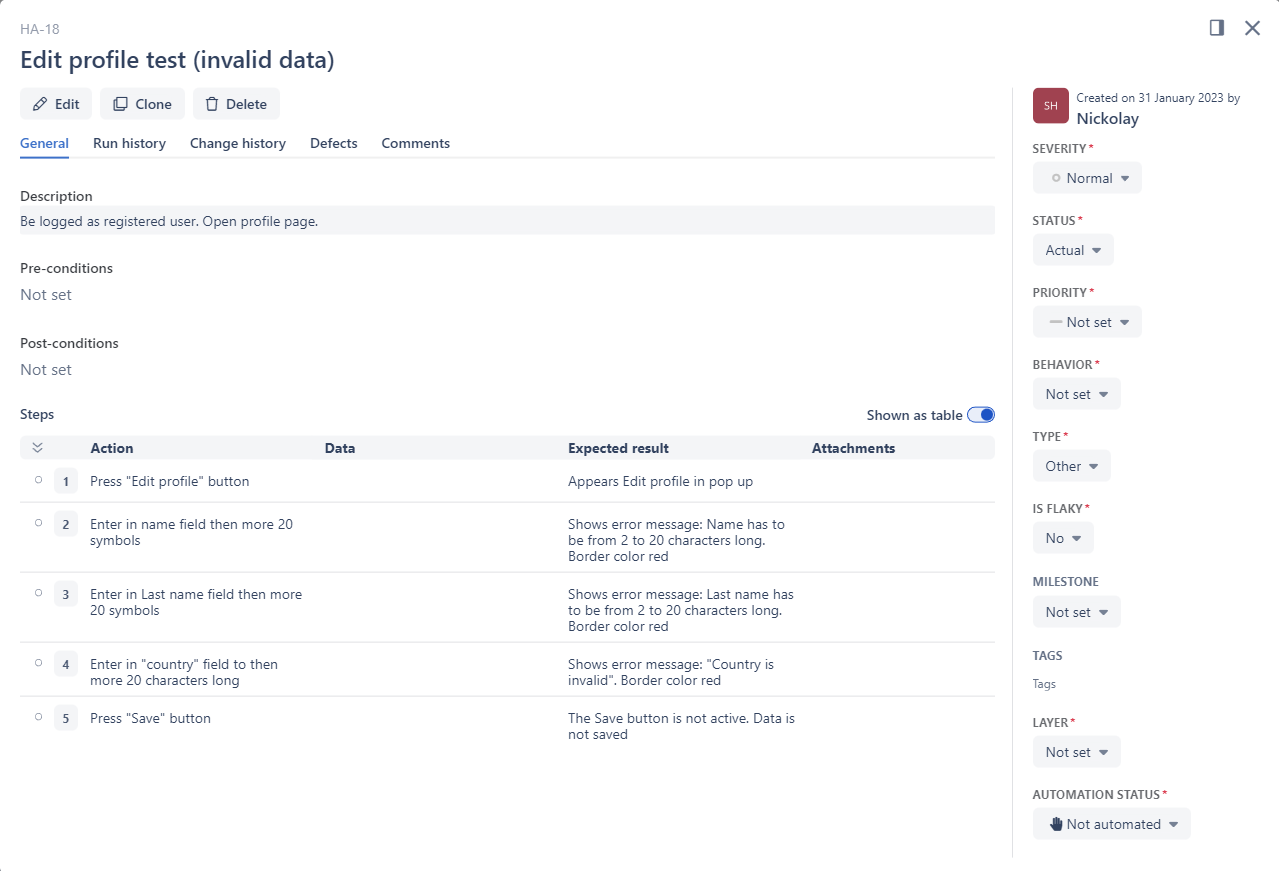 HA-18
Edit profile test (invalid data)
Edit
Clone
Delete
General
Run history
Change history
Defects
Comments
Description
Be logged as registered user. Open profile page.
Pre-conditions
Not set
Post-conditions
Not set
Steps
Shown as table
Action
Data
Expected result
Attachments
1
Press "Edit profile" button
Appears Edit profile in pop up
2
Enter in name field then more 20
symbols
Shows error message: Name has to
be from 2 to 20 characters long.
Border color red
3
Enter in Last name field then more
20 symbols
Shows error message: Last name has
to be from 2 to 20 characters long.
Border color red
4
Enter in "country" field to then
more 20 characters long
Shows error message: "Country is
invalid". Border color red
5
Press "Save" button
The Save button is not active. Data is
not saved
SH
Created on 31 January 2023 by
Nickolay
SEVERITY*
Normal
STATUS*
Actual
PRIORITY*
Not set
BEHAVIOR*
Not set
TYPE*
Other
IS FLAKY*
No
MILESTONE
Not set
TAGS
Tags
LAYER*
Not set
AUTOMATION STATUS*
Not automated